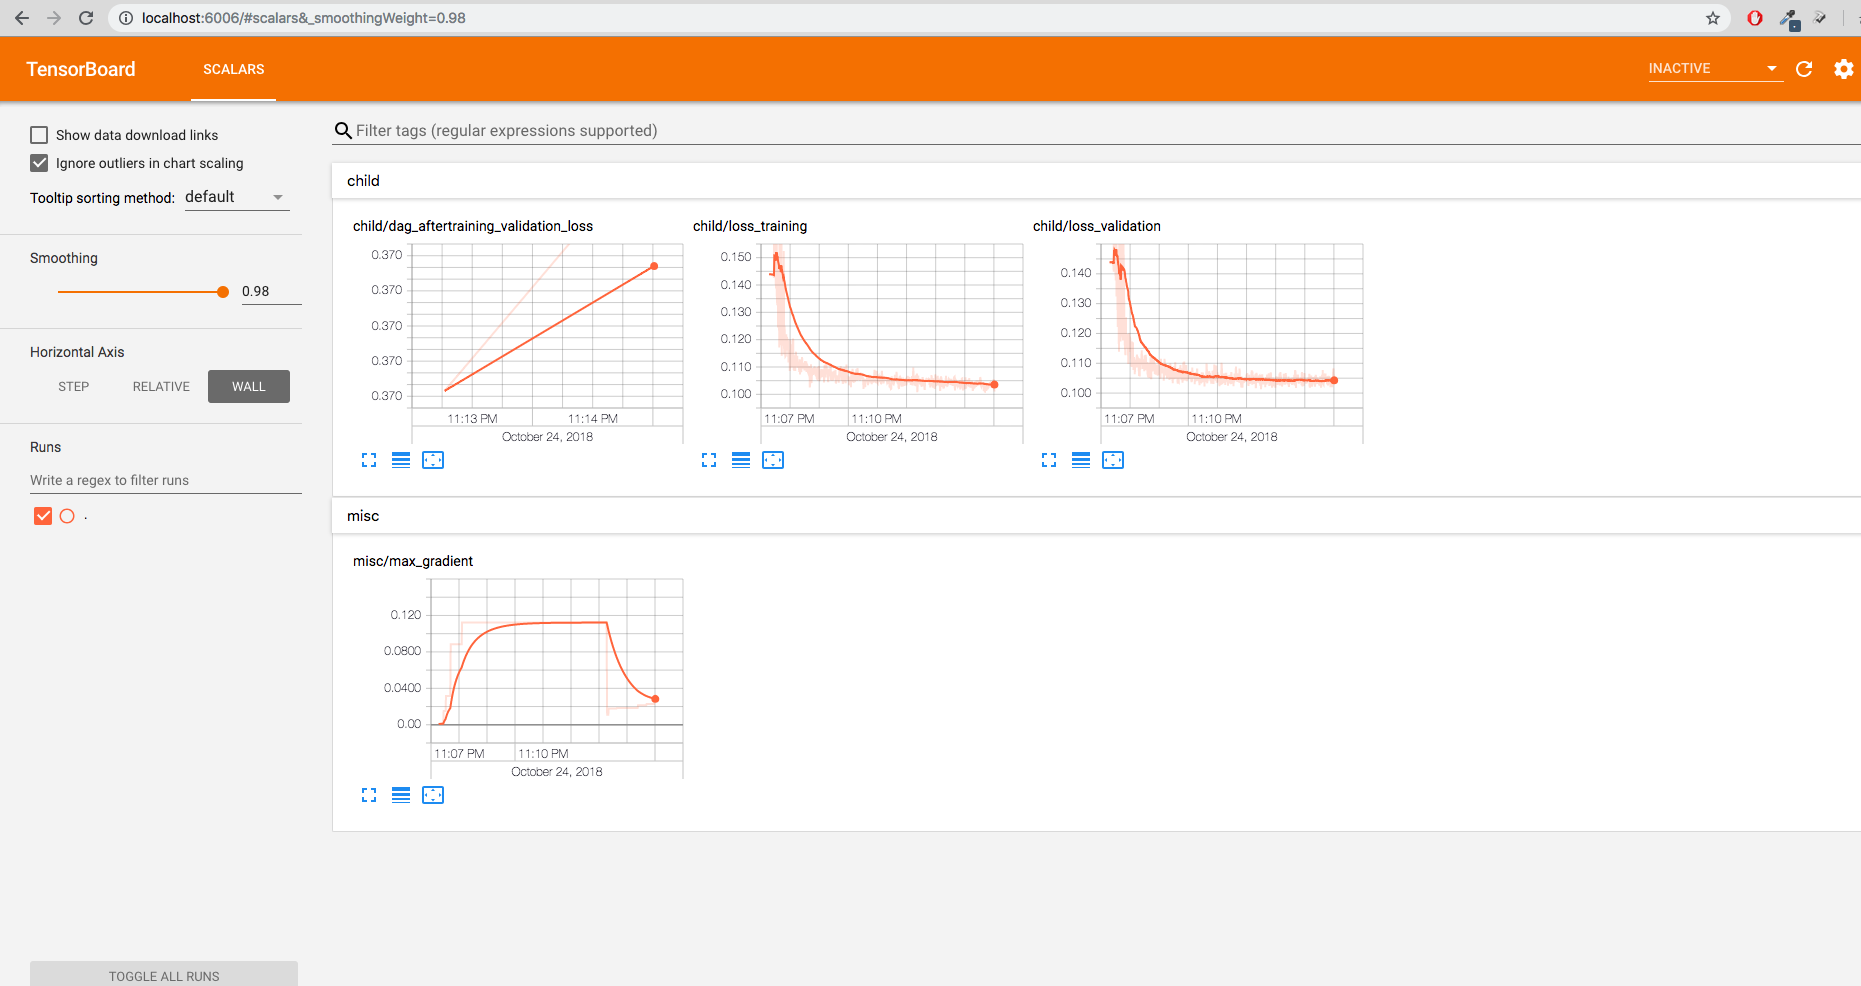 localhost:6006/#scalars&_smoothingWeight=0.98
TensorBoard
SCALARS
INACTIVE
Show data download links
Ignore outliers in chart scaling
Tooltip sorting method: default
Smoothing
0.98
Horizontal Axis
STEP RELATIVE WALL
Runs
Write a regex to filter runs
.
TOGGLE ALL RUNS
Filter tags (regular expressions supported)
child
child/dag_aftertraining_validation_loss
0.370
0.370
0.370
0.370
0.370
11:13 PM 11:14 PM
October 24, 2018
child/loss_training
0.150
0.140
0.130
0.120
0.110
0.100
11:07 PM 11:10 PM
October 24, 2018
child/loss_validation
0.140
0.130
0.120
0.110
0.100
11:07 PM 11:10 PM
October 24, 2018
misc
misc/max_gradient
0.120
0.0800
0.0400
0.00
11:07 PM 11:10 PM
October 24, 2018